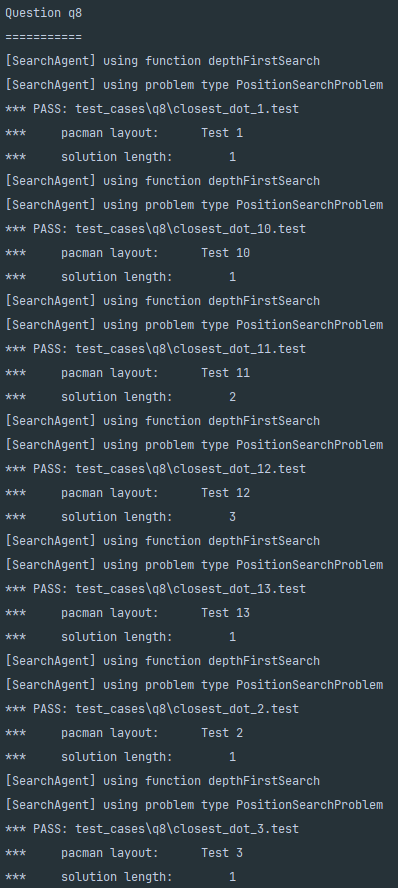 Question q8
===========
[SearchAgent] using function depthFirstSearch
[SearchAgent] using problem type PositionSearchProblem
*** PASS: test_cases\q8\closest_dot_1.test
***     pacman layout:      Test 1
***     solution length:        1
[SearchAgent] using function depthFirstSearch
[SearchAgent] using problem type PositionSearchProblem
*** PASS: test_cases\q8\closest_dot_10.test
***     pacman layout:      Test 10
***     solution length:        1
[SearchAgent] using function depthFirstSearch
[SearchAgent] using problem type PositionSearchProblem
*** PASS: test_cases\q8\closest_dot_11.test
***     pacman layout:      Test 11
***     solution length:        2
[SearchAgent] using function depthFirstSearch
[SearchAgent] using problem type PositionSearchProblem
*** PASS: test_cases\q8\closest_dot_12.test
***     pacman layout:      Test 12
***     solution length:        3
[SearchAgent] using function depthFirstSearch
[SearchAgent] using problem type PositionSearchProblem
*** PASS: test_cases\q8\closest_dot_13.test
***     pacman layout:      Test 13
***     solution length:        1
[SearchAgent] using function depthFirstSearch
[SearchAgent] using problem type PositionSearchProblem
*** PASS: test_cases\q8\closest_dot_2.test
***     pacman layout:      Test 2
***     solution length:        1
[SearchAgent] using function depthFirstSearch
[SearchAgent] using problem type PositionSearchProblem
*** PASS: test_cases\q8\closest_dot_3.test
***     pacman layout:      Test 3
***     solution length:        1